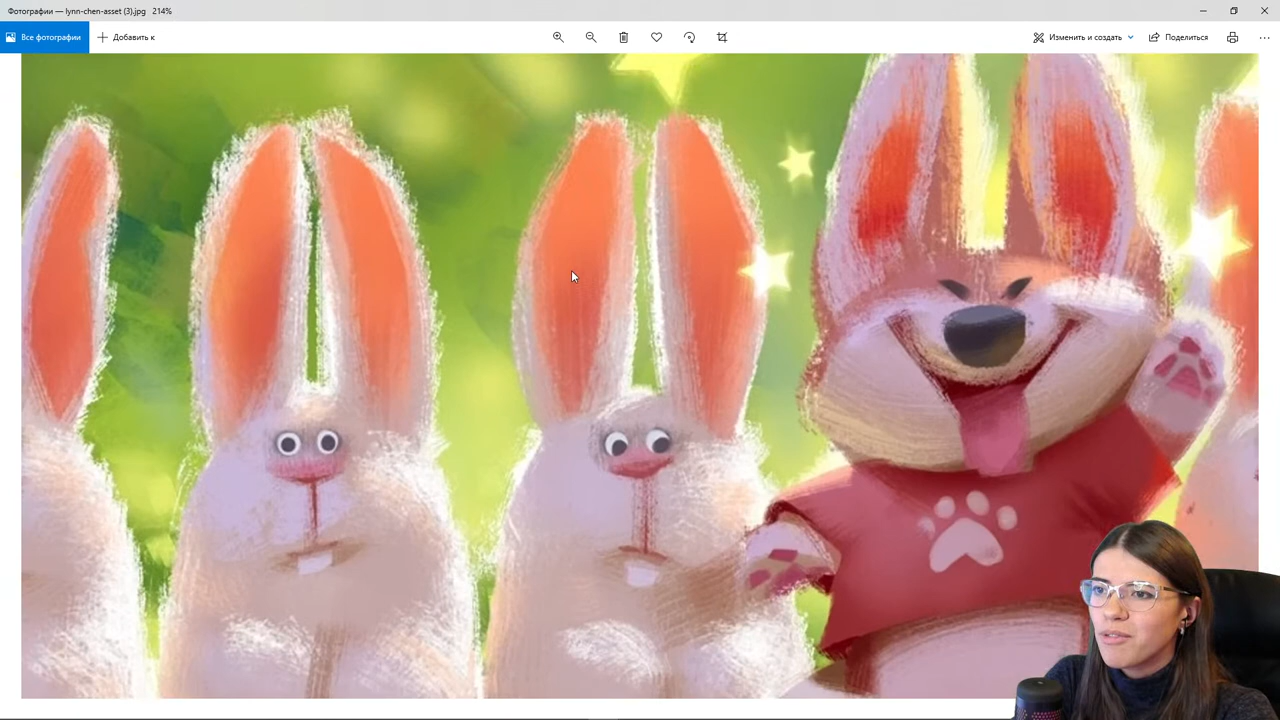 Фотографии — lynn-chen-asset (3).jpg 214%
Все фотографии
Добавить к
Изменить и создать
Поделиться